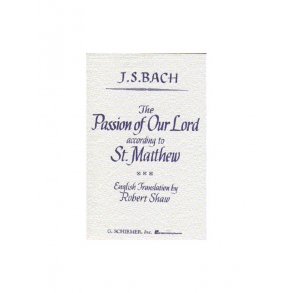 J.S.BACH
The
Passion of Our Lord
according to
St. Matthew
***
English Translation by
Robert Shaw
G. SCHIRMER, Inc.